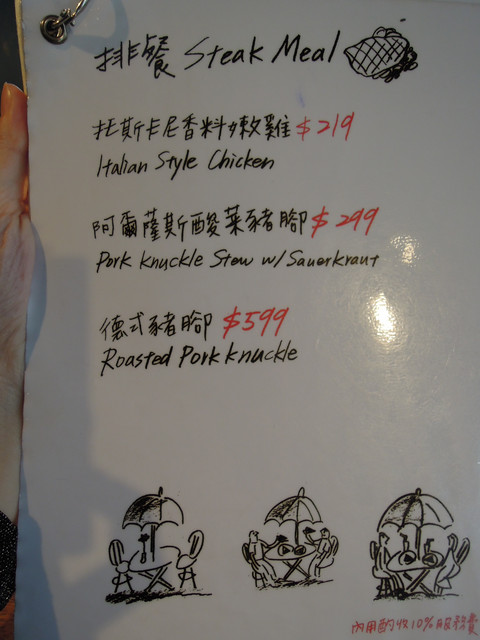 排餐 Steak Meal
托斯卡尼香料嫩雞 $219
Italian Style Chicken
阿爾薩斯酸菜豬腳 $299
Pork Knuckle Stew w/Sauerkraut
德式豬腳 $599
Roasted Pork Knuckle
內用酌收10%服務費